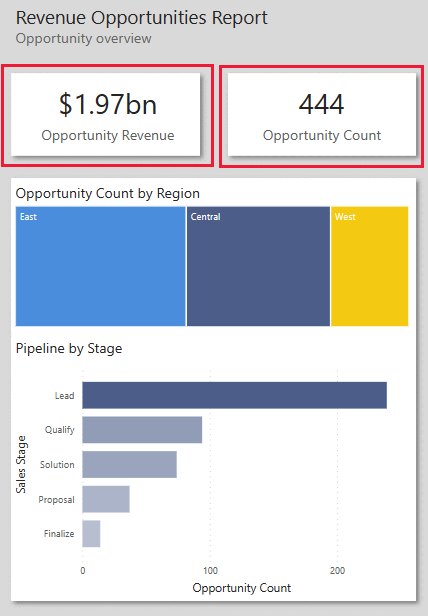 Revenue Opportunities Report
Opportunity overview
$1.97bn
Opportunity Revenue
444
Opportunity Count
Opportunity Count by Region
East
Central
West
Pipeline by Stage
Sales Stage
Lead
Qualify
Solution
Proposal
Finalize
0
100
200
Opportunity Count